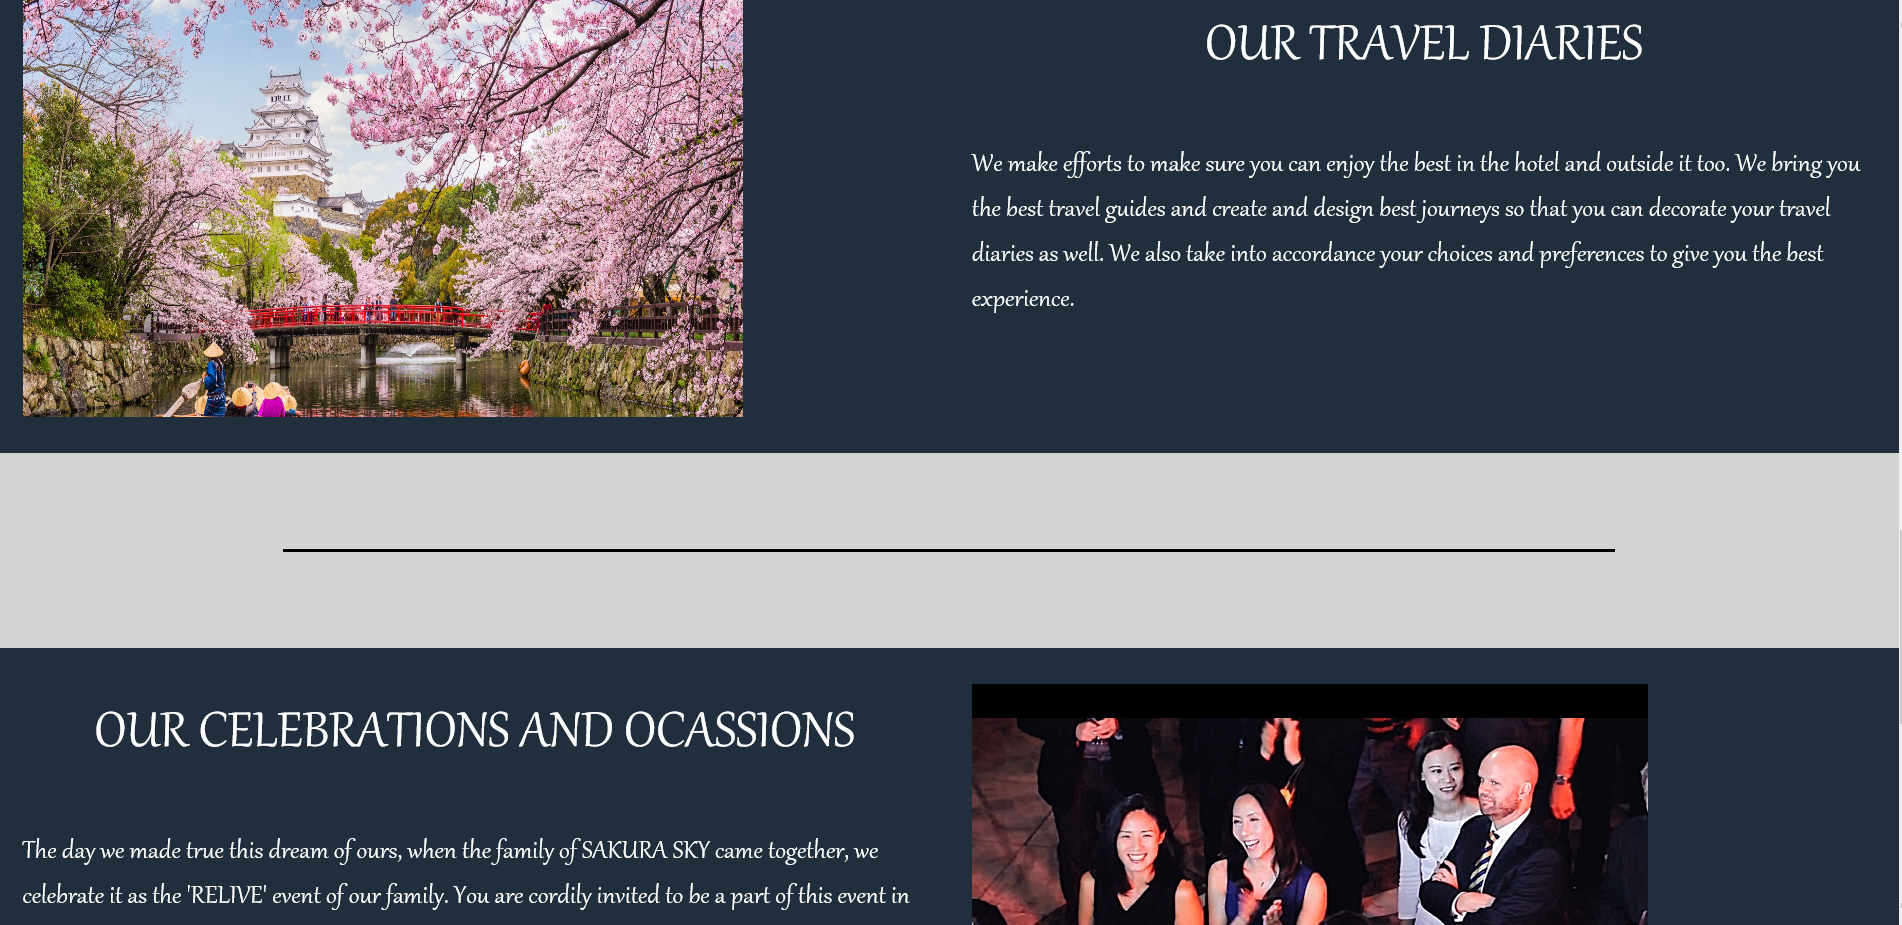 OUR TRAVEL DIARIES
We make efforts to make sure you can enjoy the best in the hotel and outside it too. We bring you
the best travel guides and create and design best journeys so that you can decorate your travel
diaries as well. We also take into accordance your choices and preferences to give you the best
experience.
OUR CELEBRATIONS AND OCASSIONS
The day we made true this dream of ours, when the family of SAKURA SKY came together, we
celebrate it as the 'RELIVE' event of our family. You are cordily invited to be a part of this event in